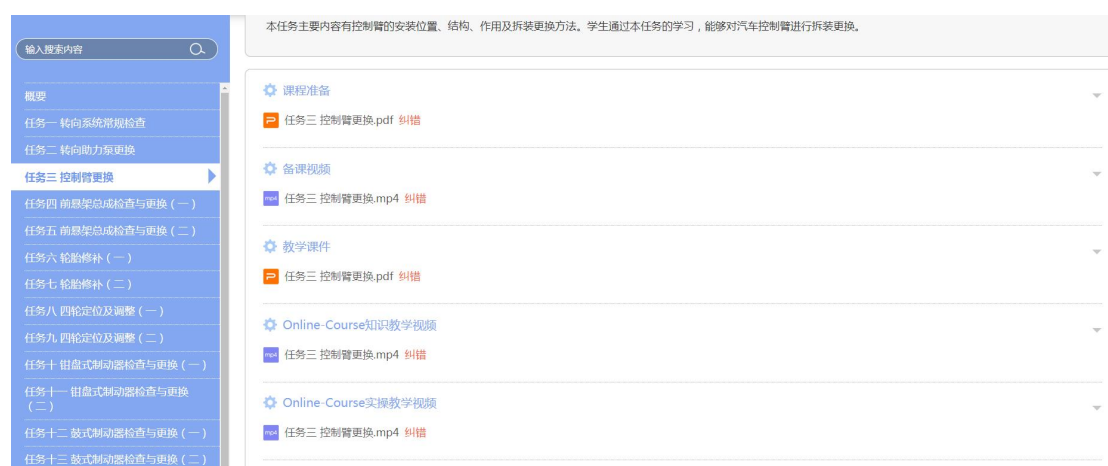 本任务主要内容有控制臂的安装位置、结构、作用及拆装更换方法。学生通过本任务的学习，能够对汽车控制臂进行拆装更换。
输入搜索内容
概要
任务一 转向系统常规检查
任务二 转向助力泵更换
任务三 控制臂更换
任务四 前悬架总成检查与更换（一）
任务五 前悬架总成检查与更换（二）
任务六 轮胎修补（一）
任务七 轮胎修补（二）
任务八 四轮定位及调整（一）
任务九 四轮定位及调整（二）
任务十 钳盘式制动器检查与更换（一）
任务十一 钳盘式制动器检查与更换
（二）
任务十二 鼓式制动器检查与更换（一）
任务十三 鼓式制动器检查与更换（二）
课程准备
任务三 控制臂更换.pdf 纠错
备课视频
mp4 任务三 控制臂更换.mp4 纠错
教学课件
任务三 控制臂更换.pdf 纠错
Online-Course知识教学视频
mp4 任务三 控制臂更换.mp4 纠错
Online-Course实操教学视频
mp4 任务三 控制臂更换.mp4 纠错